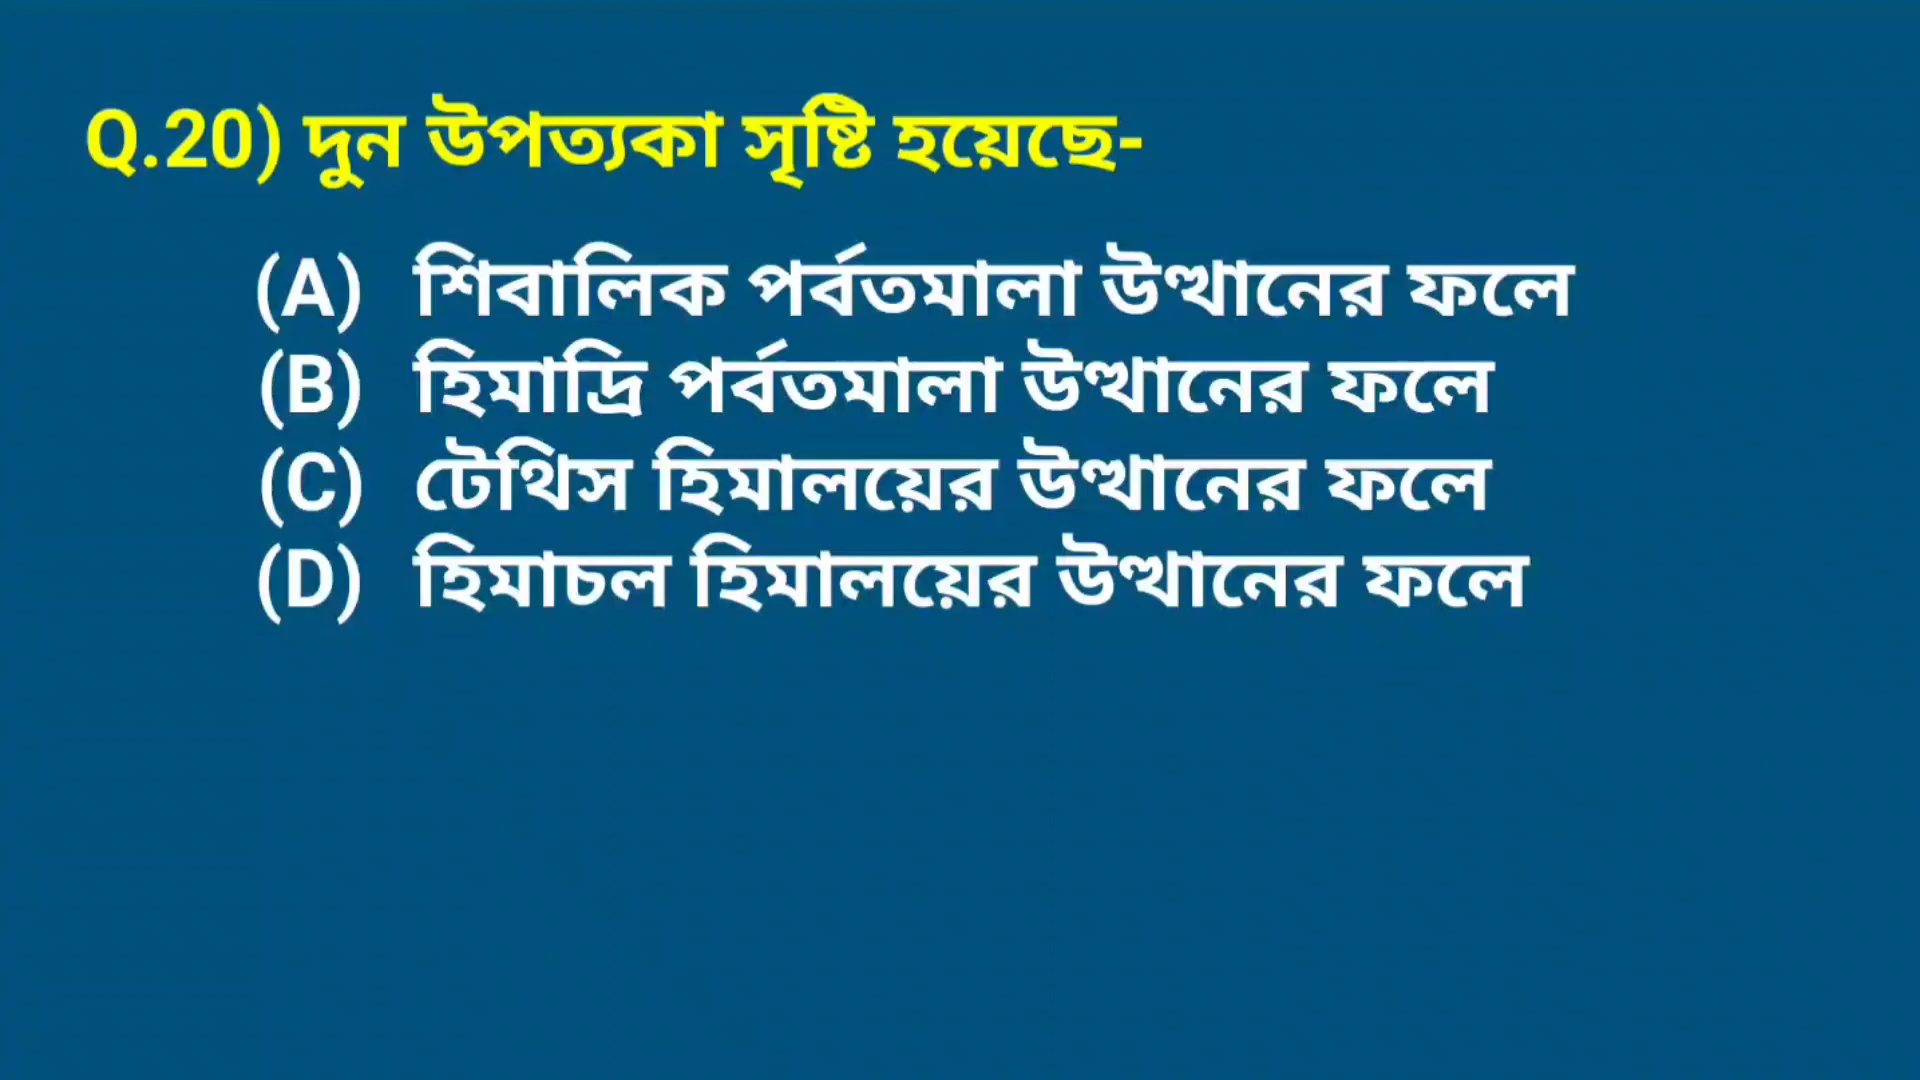 Q.20) দুন উপত্যকা সৃষ্টি হয়েছে-
(A) শিবালিক পর্বতমালা উত্থানের ফলে
(B) হিমাদ্রি পর্বতমালা উত্থানের ফলে
(C) টেথিস হিমালয়ের উত্থানের ফলে
(D) হিমাচল হিমালয়ের উত্থানের ফলে